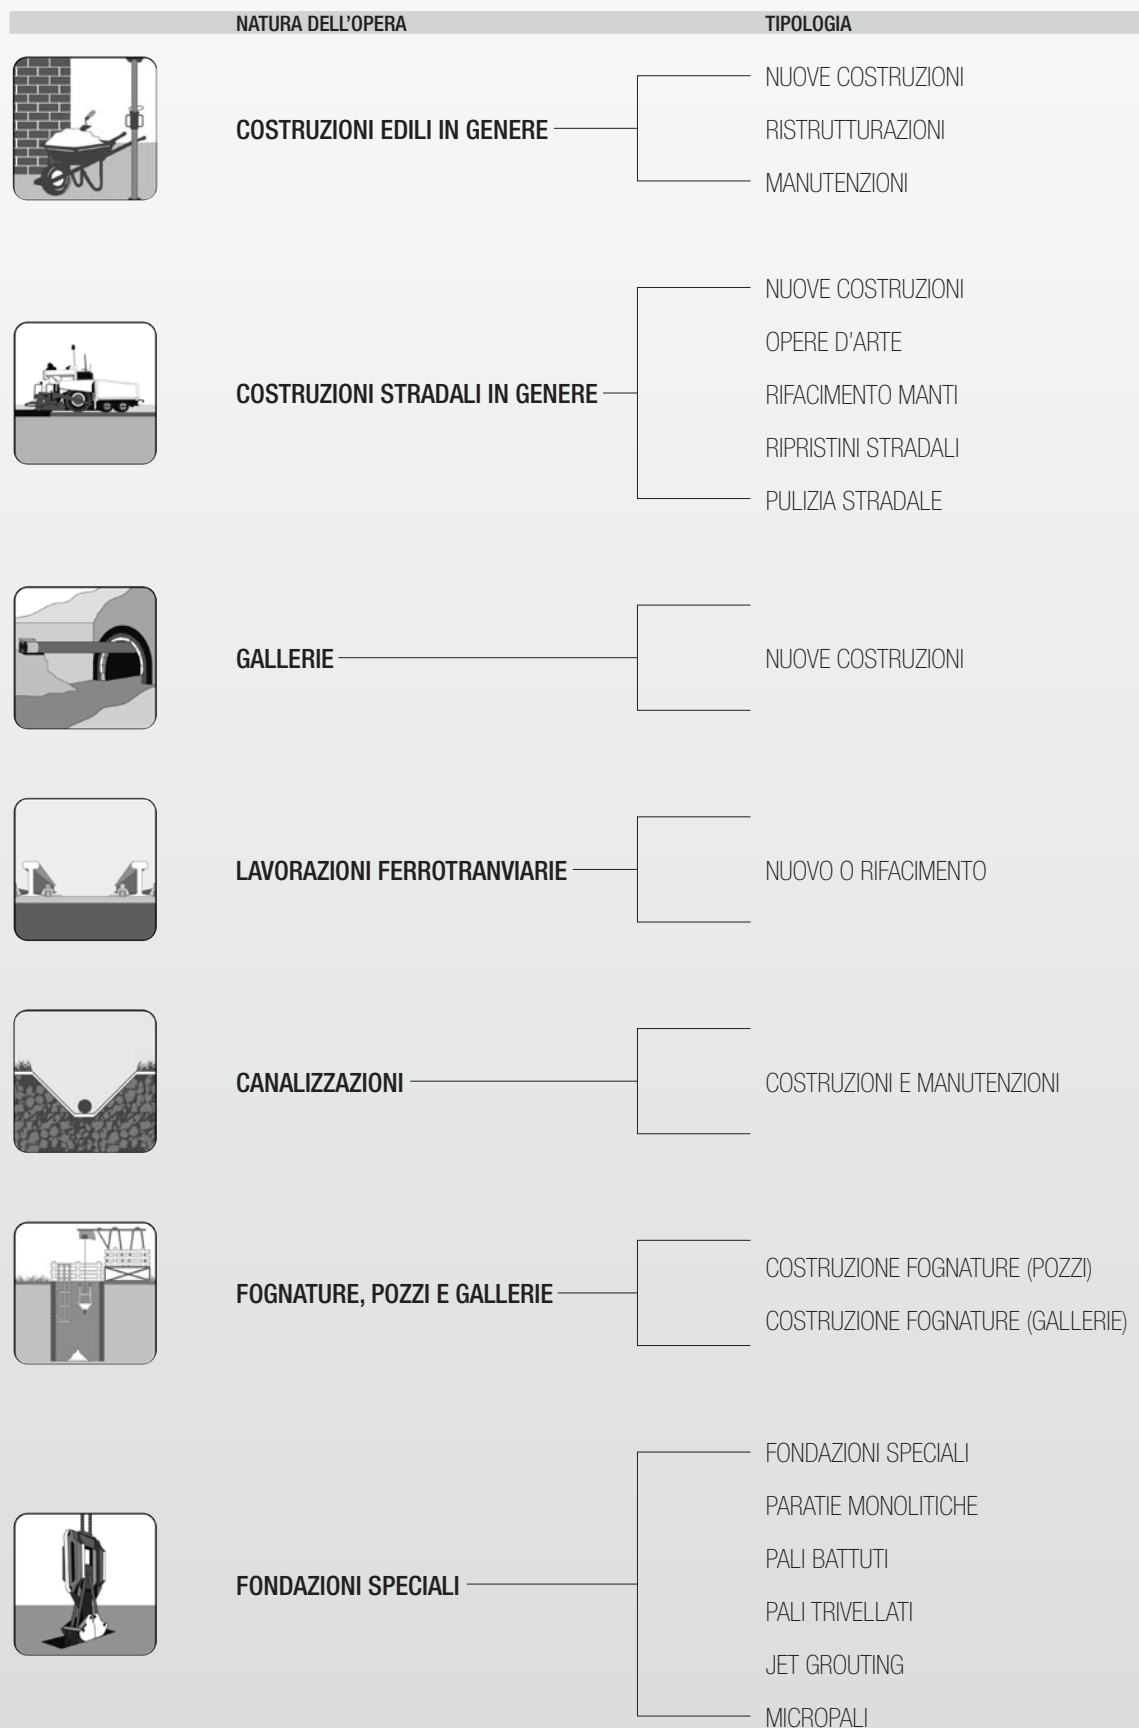 NATURA DELL'OPERA TIPOLOGIA
COSTRUZIONI EDILI IN GENERE
NUOVE COSTRUZIONI
RISTRUTTURAZIONI
MANUTENZIONI
COSTRUZIONI STRADALI IN GENERE
NUOVE COSTRUZIONI
OPERE D'ARTE
RIFACIMENTO MANTI
RIPRISTINI STRADALI
PULIZIA STRADALE
GALLERIE
NUOVE COSTRUZIONI
LAVORAZIONI FERROTRANVIARIE
NUOVO O RIFACIMENTO
CANALIZZAZIONI
COSTRUZIONI E MANUTENZIONI
FOGNATURE, POZZI E GALLERIE
COSTRUZIONE FOGNATURE (POZZI)
COSTRUZIONE FOGNATURE (GALLERIE)
FONDAZIONI SPECIALI
FONDAZIONI SPECIALI
PARATIE MONOLITICHE
PALI BATTUTI
PALI TRIVELLATI
JET GROUTING
MICROPALI